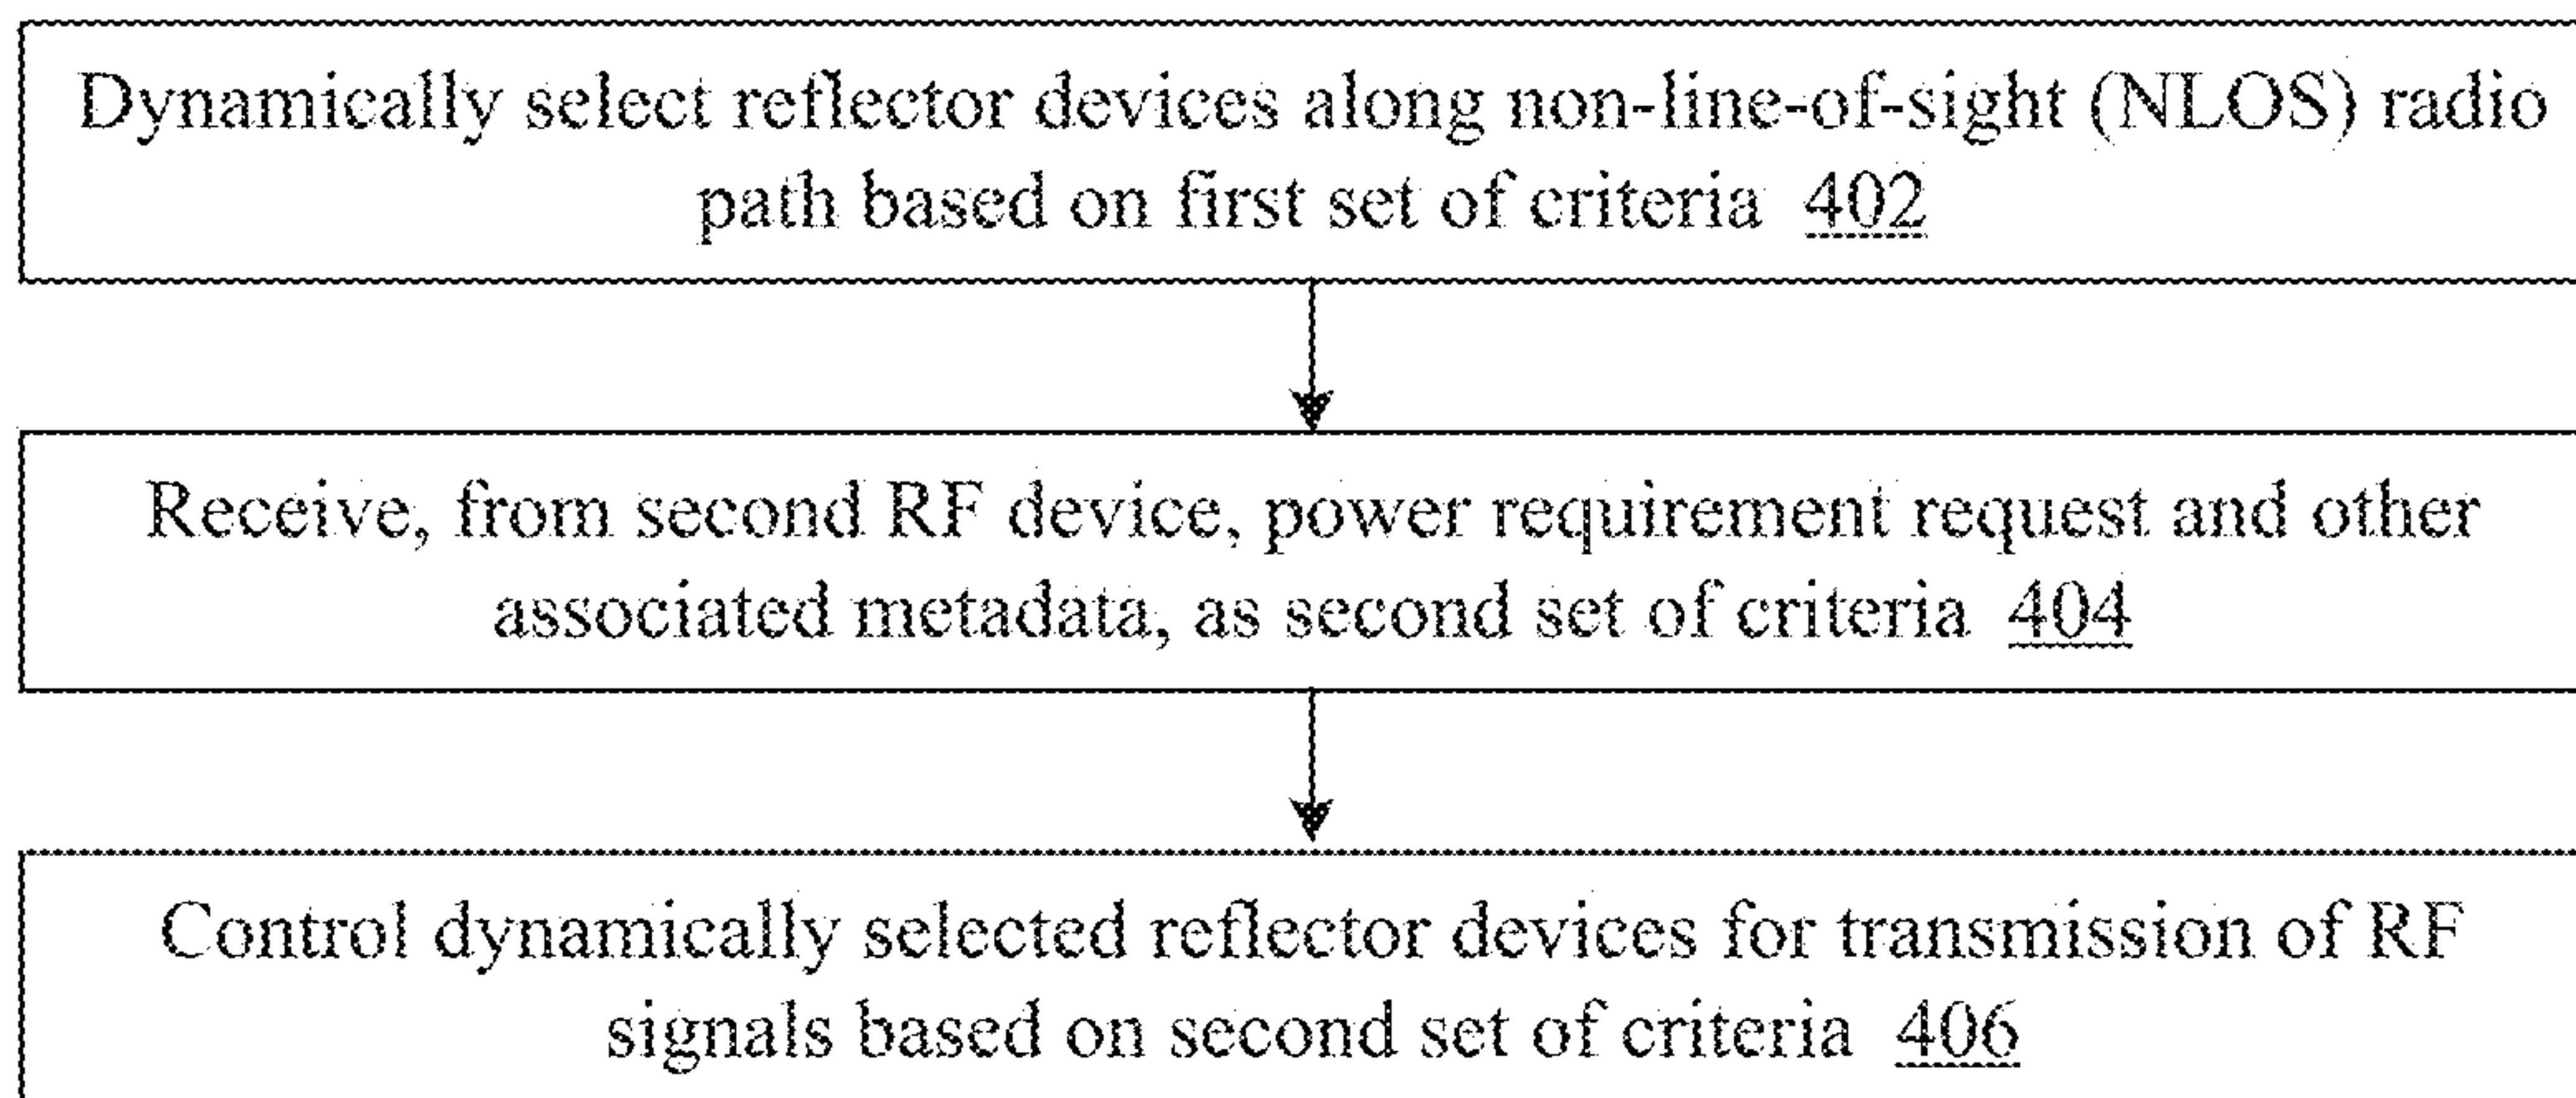 Dynamically select reflector devices along non-line-of-sight (NLOS) radio
path based on first set of criteria 402
Receive, from second RF device, power requirement request and other
associated metadata, as second set of criteria 404
Control dynamically selected reflector devices for transmission of RF
signals based on second set of criteria 406